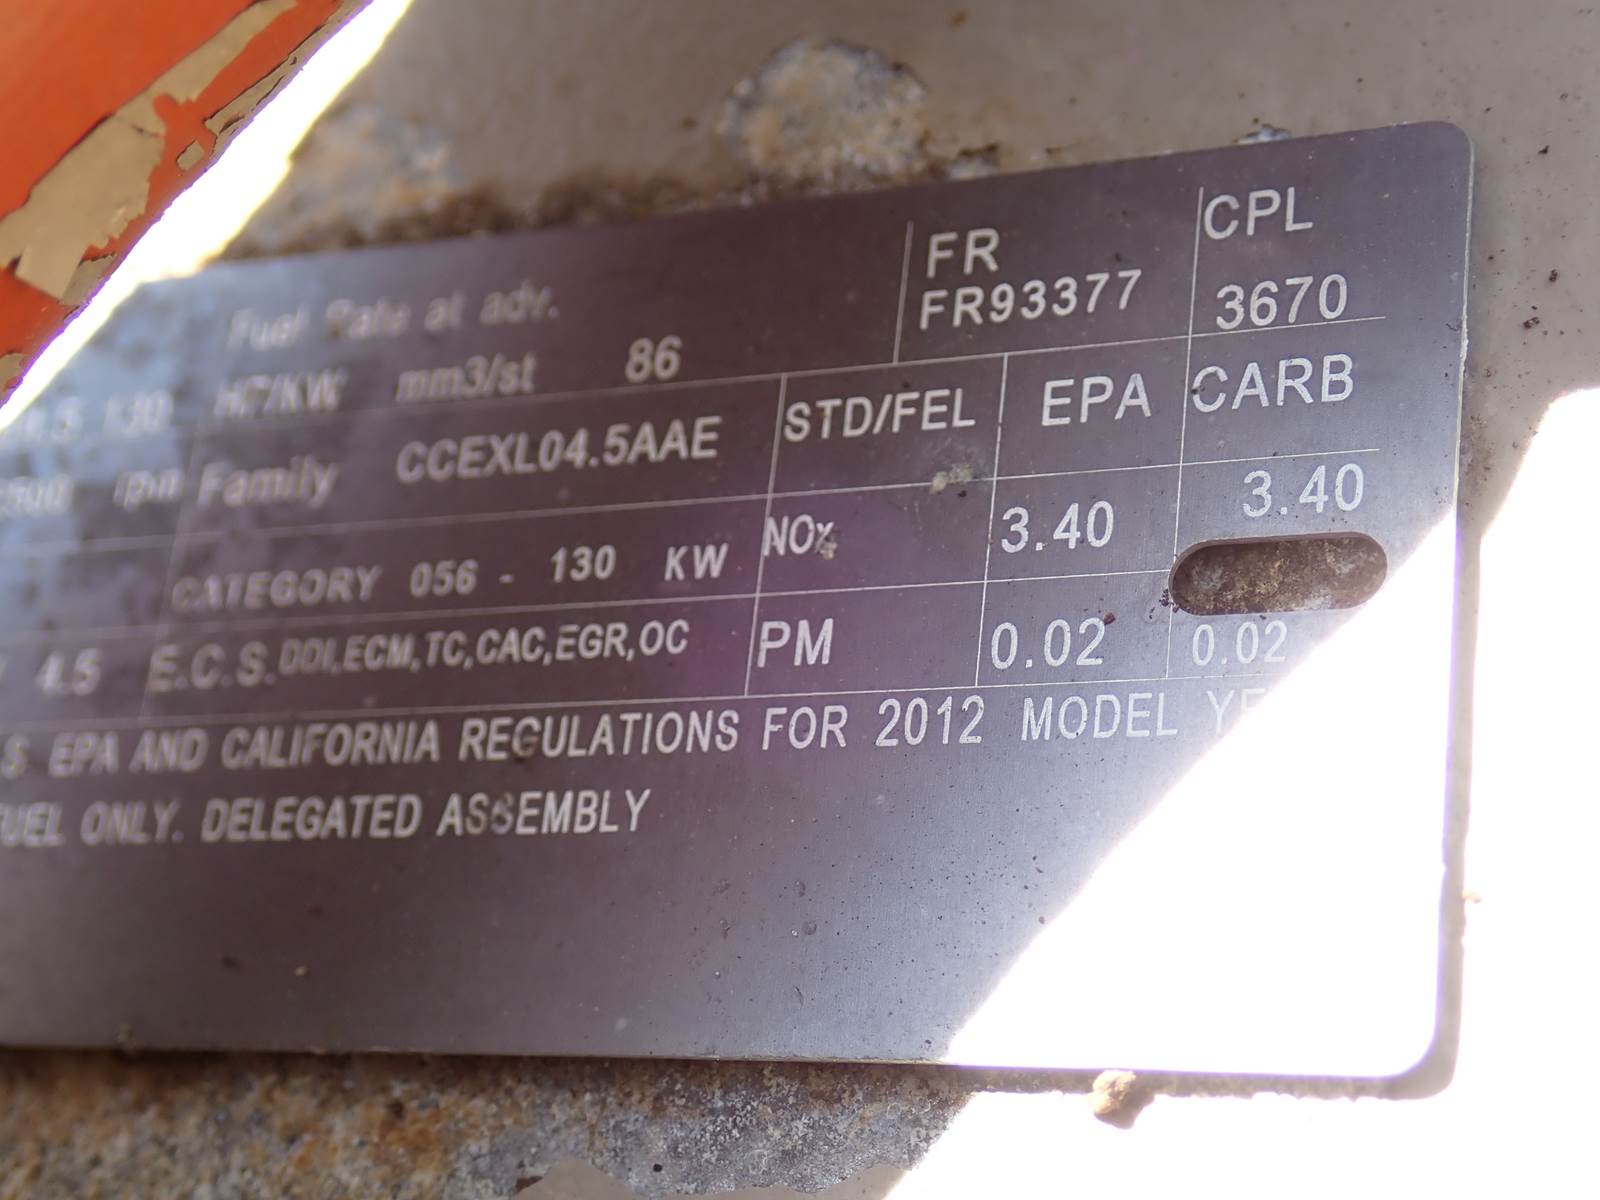 Fuel Rate at adv.
FR
CPL
FR93377
3670
HP/KW mm3/st 86
130
Family CCEXL04.5AAE
STD/FEL EPA CARB
NOx 3.40 3.40
CATEGORY 056 - 130 KW
4.5 E.C.S. DDI,ECM,TC,CAC,EGR,OC
PM 0.02 0.02
EPA AND CALIFORNIA REGULATIONS FOR 2012 MODEL
ONLY. DELEGATED ASSEMBLY